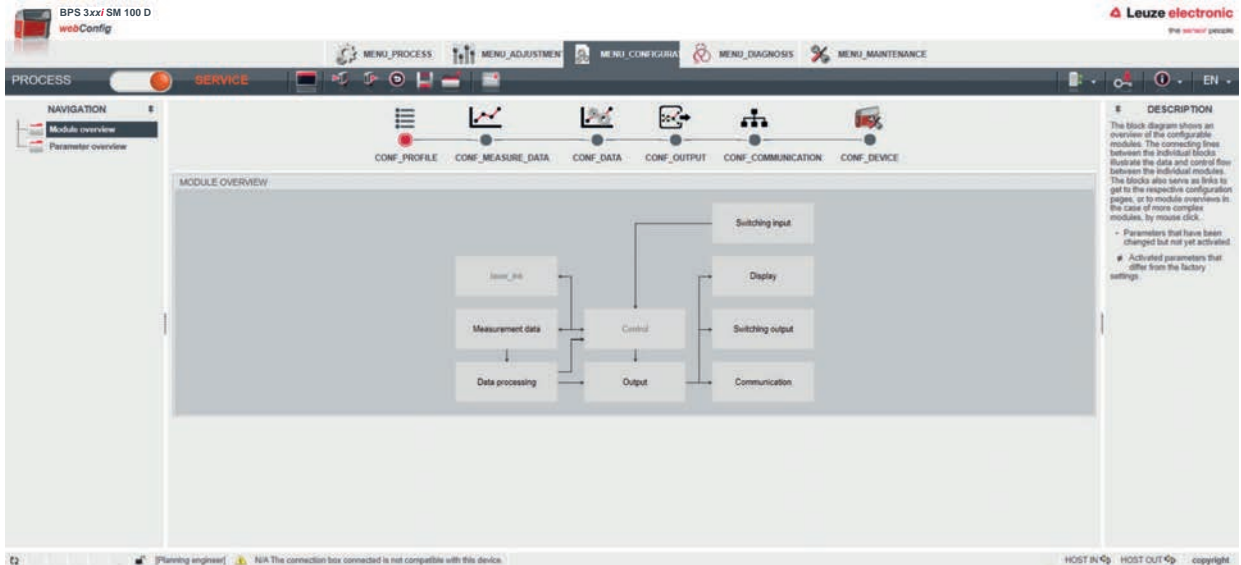 BPS 3xxi SM 100 D
webConfig
Leuze electronic
the sensor people
MENU_PROCESS
MENU_ADJUSTMEN
MENU_CONFIGURA
MENU_DIAGNOSIS
MENU_MAINTENANCE
PROCESS
SERVICE
EN
NAVIGATION
Module overview
Parameter overview
CONF_PROFILE
CONF_MEASURE_DATA
CONF_DATA
CONF_OUTPUT
CONF_COMMUNICATION
CONF_DEVICE
MODULE OVERVIEW
Switching input
Display
Measurement data
Control
Switching output
Data processing
Output
Communication
DESCRIPTION
The block diagram shows an
overview of the configurable
modules. The connecting lines
between the individual blocks
illustrate the data and control flow
between the individual modules.
The blocks also serve as links to
get to the respective configuration
pages, or to module overviews in
the case of more complex
modules, by mouse click.
Parameters that have been
changed but not yet activated
Activated parameters that
differ from the factory
settings.
[Planning engineer]
N/A The connection box connected is not compatible with this device.
HOST IN
HOST OUT
copyright